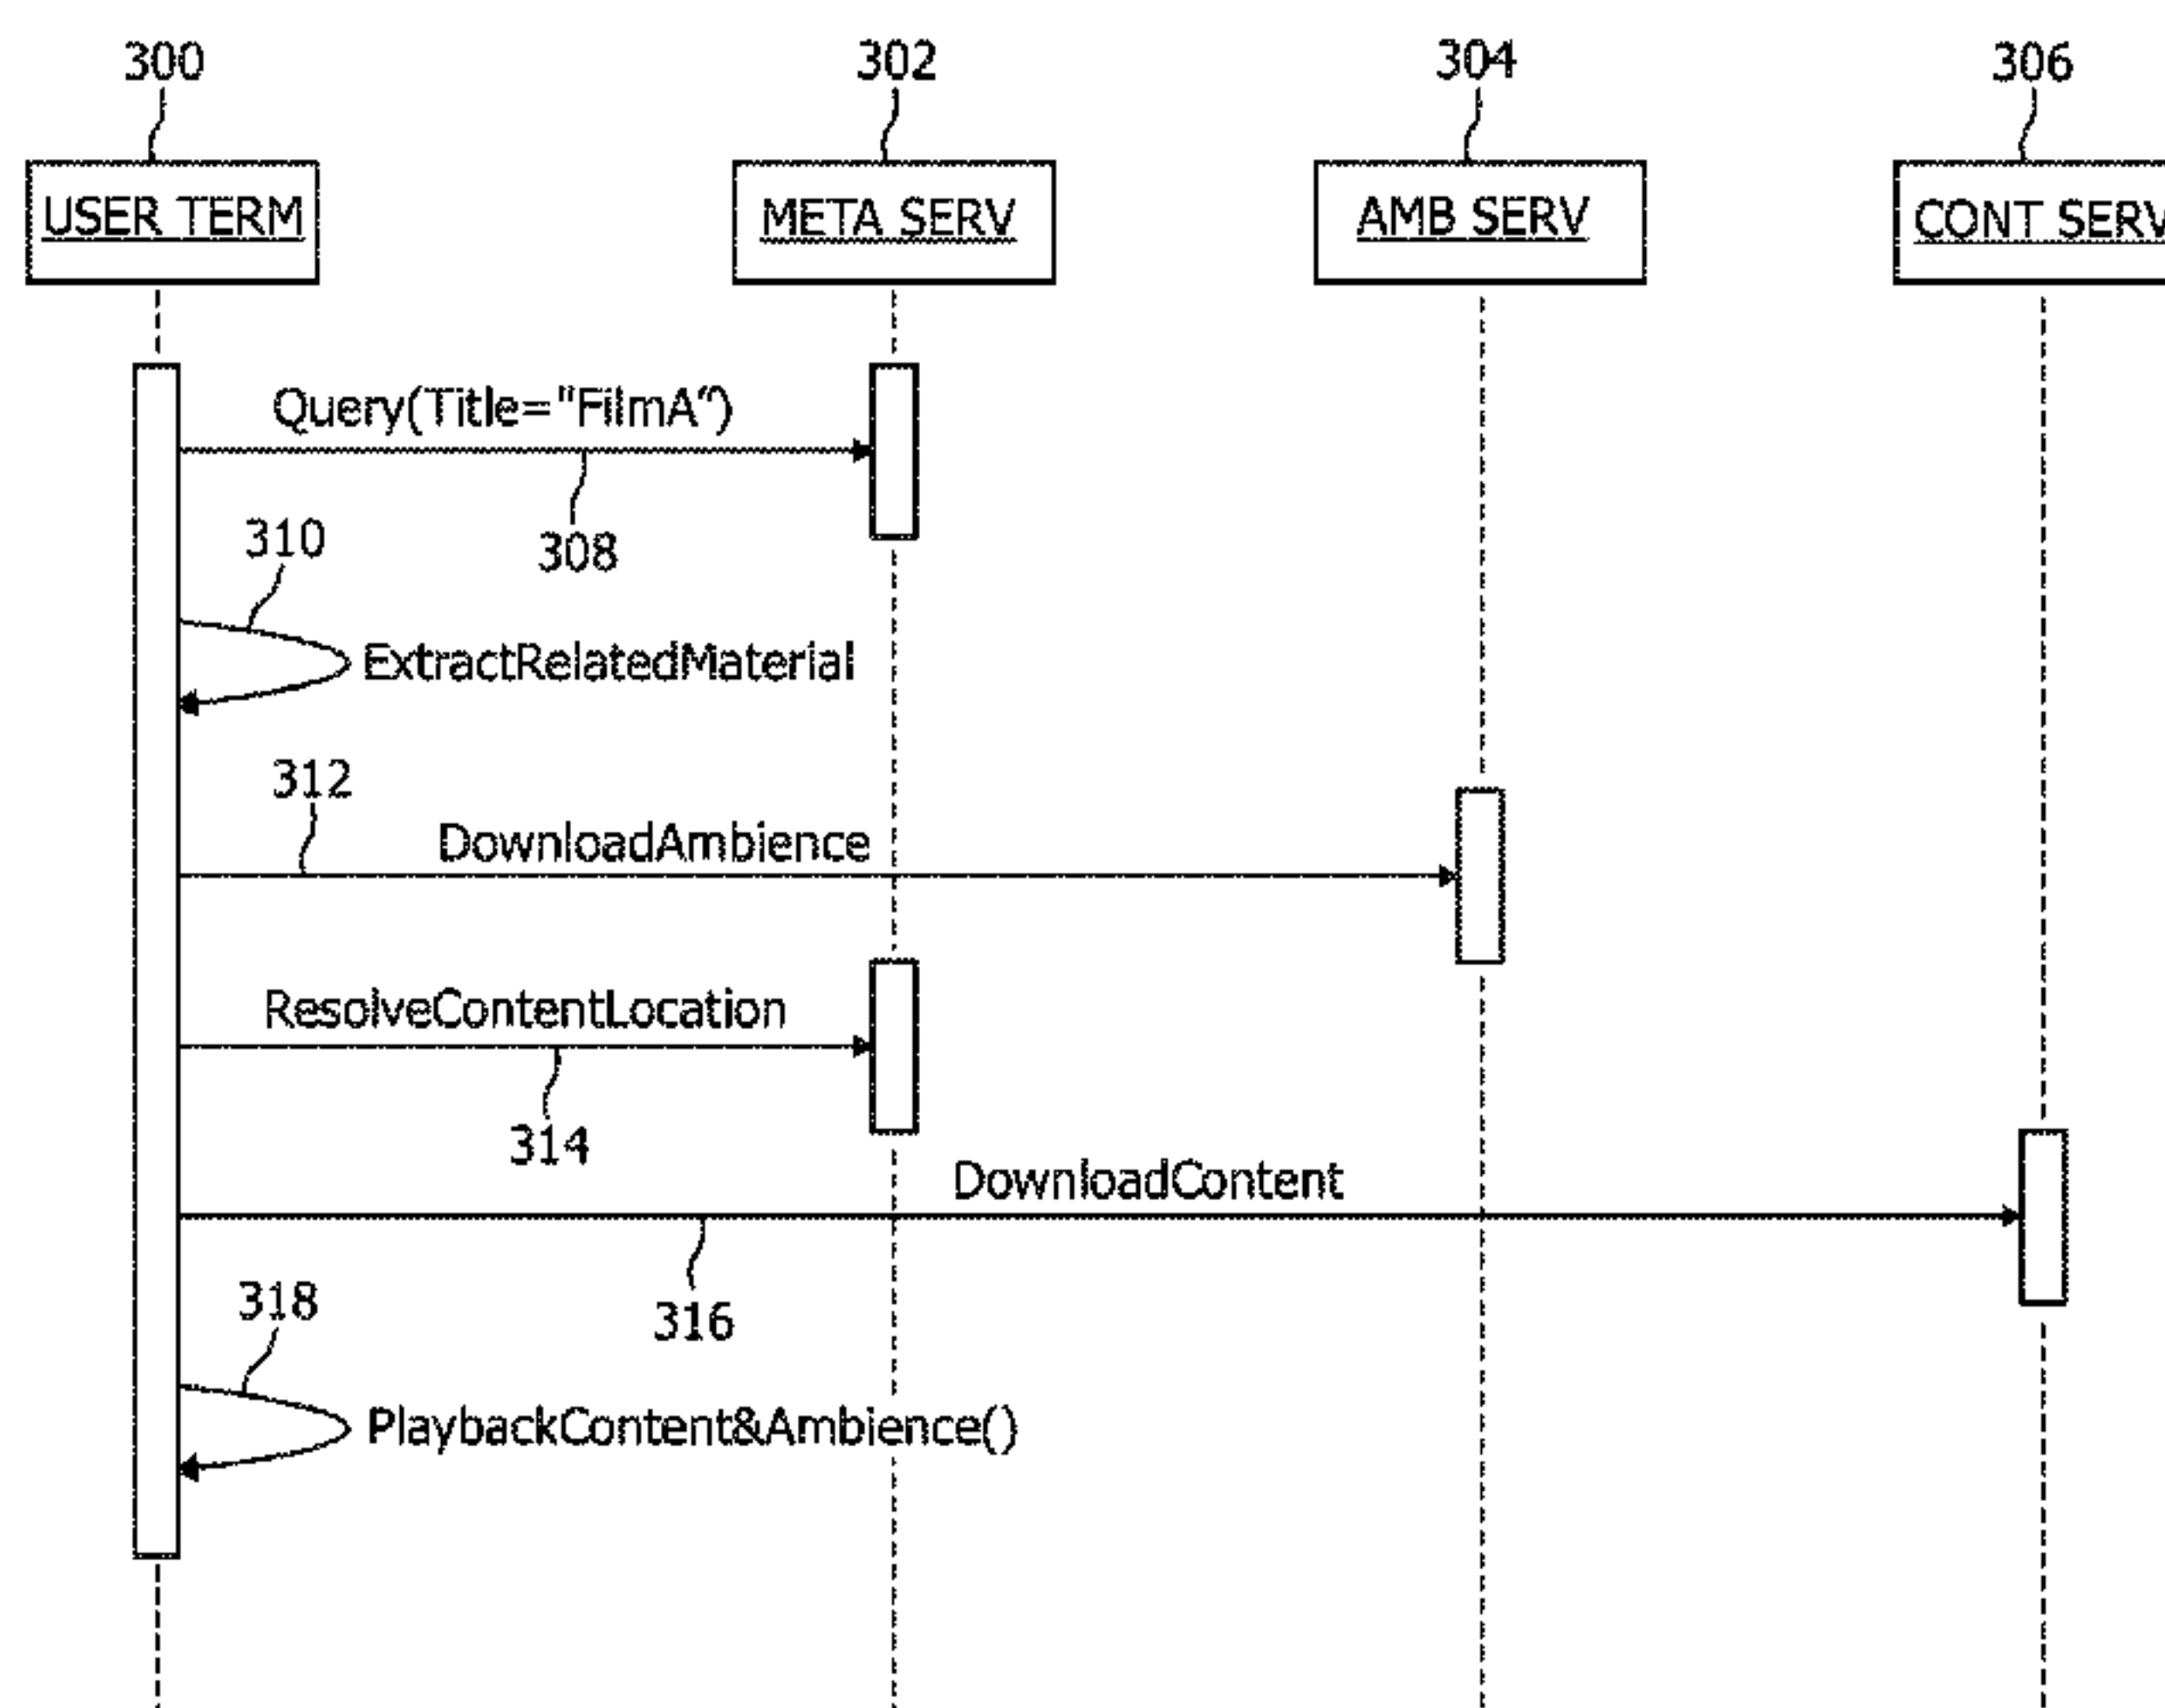 300 302 304 306
USER TERM META SERV AMB SERV CONT SERV
Query(Title="FilmA")
308
310
ExtractRelatedMaterial
312
DownloadAmbience
ResolveContentLocation
314
DownloadContent
316
318
PlaybackContent&Ambience()